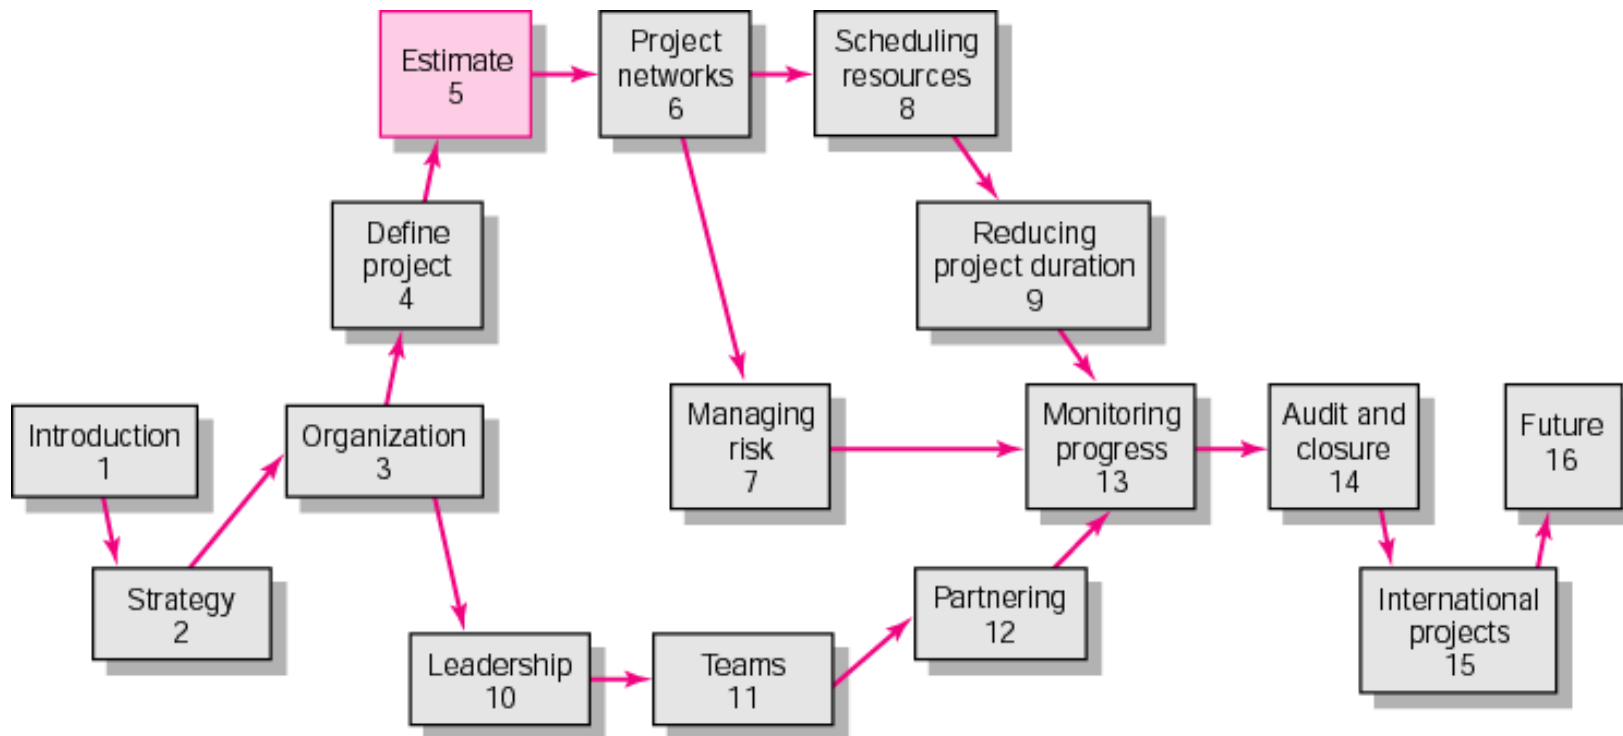 Estimate
5
Project
networks
6
Scheduling
resources
8
Define
project
4
Reducing
project duration
9
Introduction
1
Organization
3
Managing
risk
7
Monitoring
progress
13
Audit and
closure
14
Future
16
Strategy
2
Leadership
10
Teams
11
Partnering
12
International
projects
15